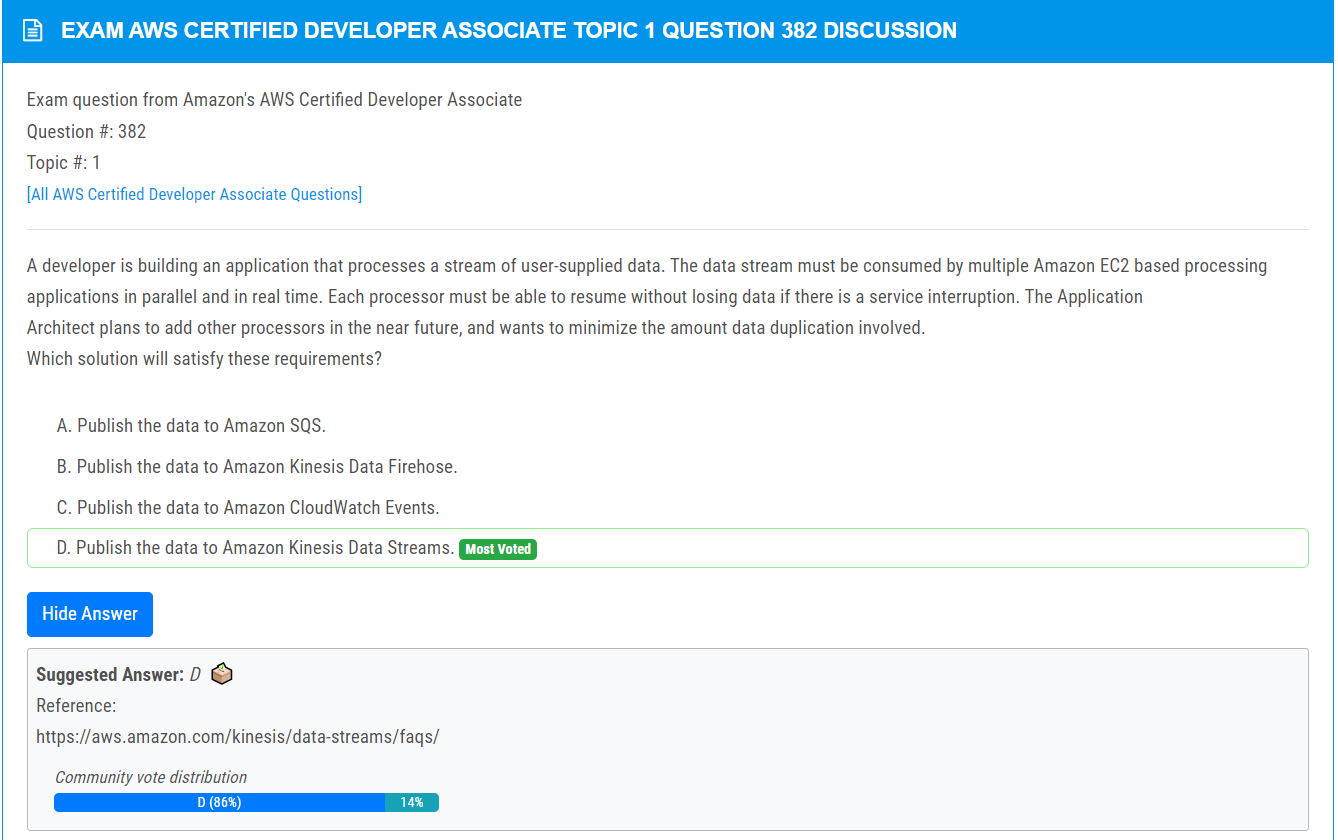 EXAM AWS CERTIFIED DEVELOPER ASSOCIATE TOPIC 1 QUESTION 382 DISCUSSION
Exam question from Amazon's AWS Certified Developer Associate
Question #: 382
Topic #: 1
[All AWS Certified Developer Associate Questions]
A developer is building an application that processes a stream of user-supplied data. The data stream must be consumed by multiple Amazon EC2 based processing
applications in parallel and in real time. Each processor must be able to resume without losing data if there is a service interruption. The Application
Architect plans to add other processors in the near future, and wants to minimize the amount data duplication involved.
Which solution will satisfy these requirements?
A. Publish the data to Amazon SQS.
B. Publish the data to Amazon Kinesis Data Firehose.
C. Publish the data to Amazon CloudWatch Events.
D. Publish the data to Amazon Kinesis Data Streams. Most Voted
Hide Answer
Suggested Answer: D
Reference:
https://aws.amazon.com/kinesis/data-streams/faqs/
Community vote distribution
D (86%) 14%